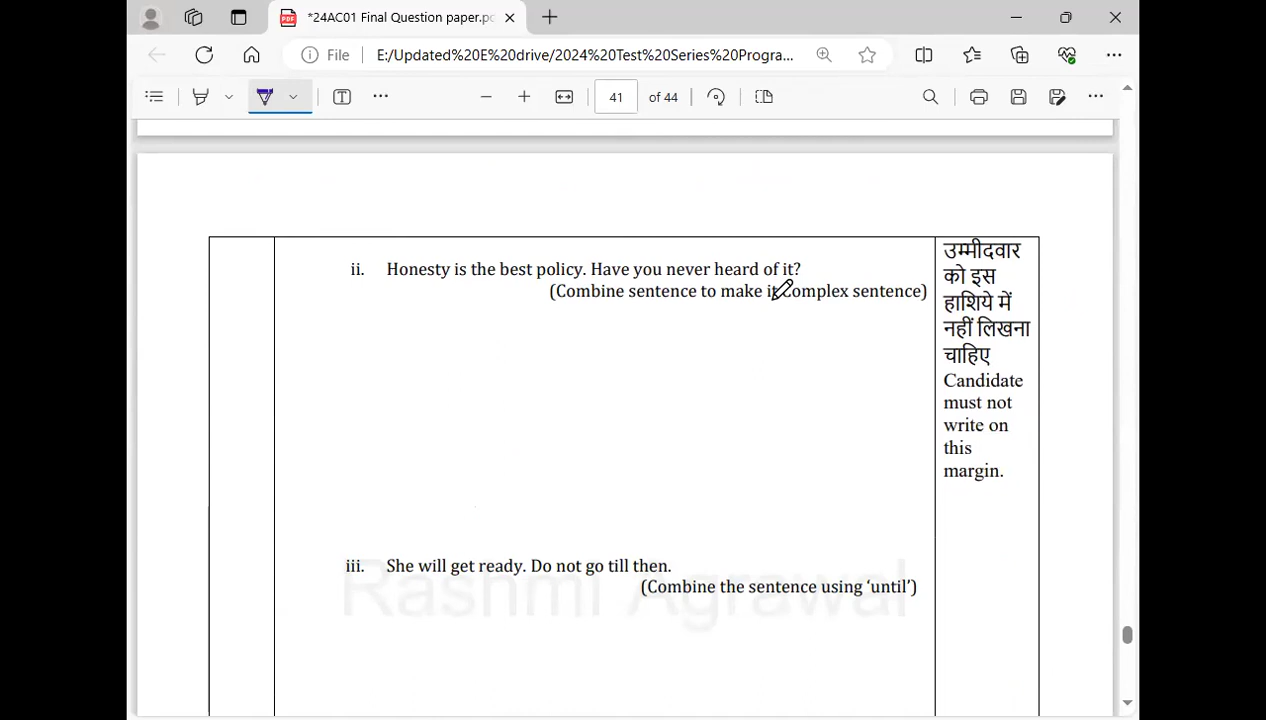 *24AC01 Final Question paper.pc
File
E:/Updated%20E%20drive/2024%20Test%20Series%20Progra...
41 of 44
ii. Honesty is the best policy. Have you never heard of it?
(Combine sentence to make it Complex sentence)
iii. She will get ready. Do not go till then.
(Combine the sentence using ‘until’)
Rashmi Agrawal
उम्मीदवार
को इस
हाशिये में
नहीं लिखना
चाहिए
Candidate
must not
write on
this
margin.